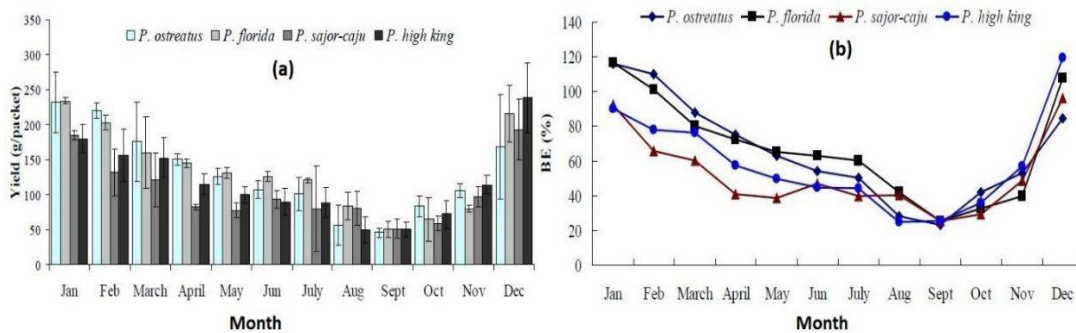 P. ostreatus P. florida P. sajor-caju P. high king
(a)
Yield (g/packet)
350
300
250
200
150
100
50
0
Jan Feb March April May Jun July Aug Sept Oct Nov Dec
Month
P. ostreatus P. florida P. sajor-caju P. high king
(b)
BE (%)
140
120
100
80
60
40
20
0
Jan Feb March April May Jun July Aug Sept Oct Nov Dec
Month